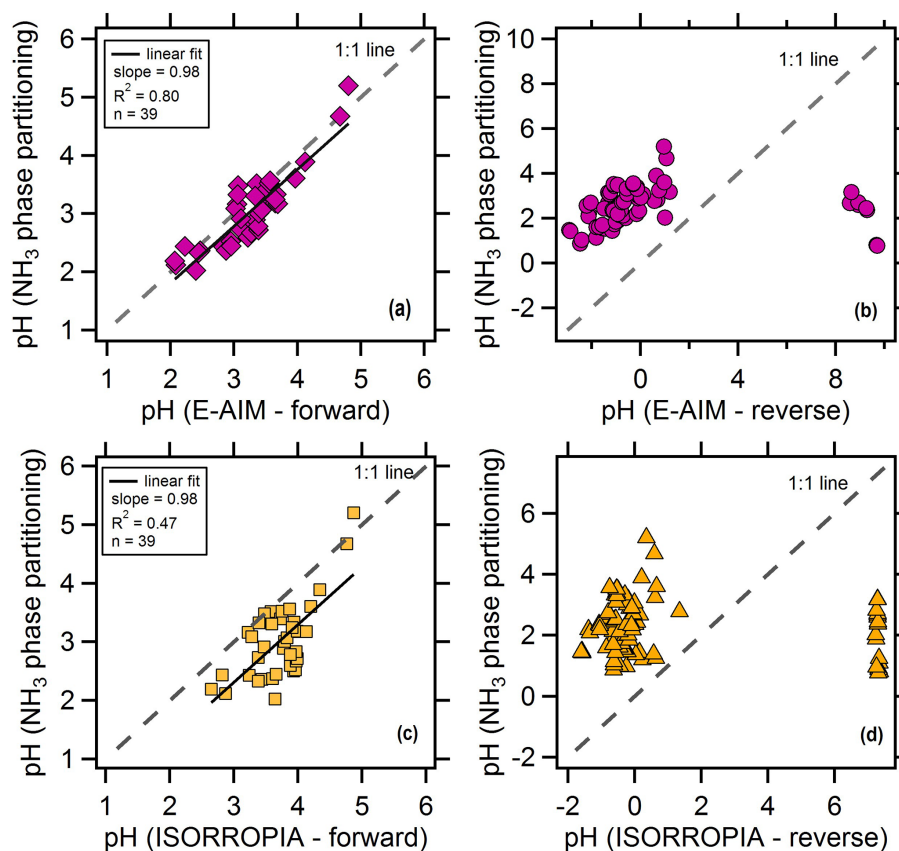 6
5
4
3
2
1
pH (NH3 phase partitioning)
linear fit
slope = 0.98
R2 = 0.80
n = 39
1:1 line
(a)
1 2 3 4 5 6
pH (E-AIM - forward)
10
8
6
4
2
0
-2
pH (NH3 phase partitioning)
1:1 line
(b)
0 4 8
pH (E-AIM - reverse)
6
5
4
3
2
1
pH (NH3 phase partitioning)
linear fit
slope = 0.98
R2 = 0.47
n = 39
1:1 line
(c)
1 2 3 4 5 6
pH (ISORROPIA - forward)
6
4
2
0
-2
pH (NH3 phase partitioning)
1:1 line
(d)
-2 0 2 4 6
pH (ISORROPIA - reverse)